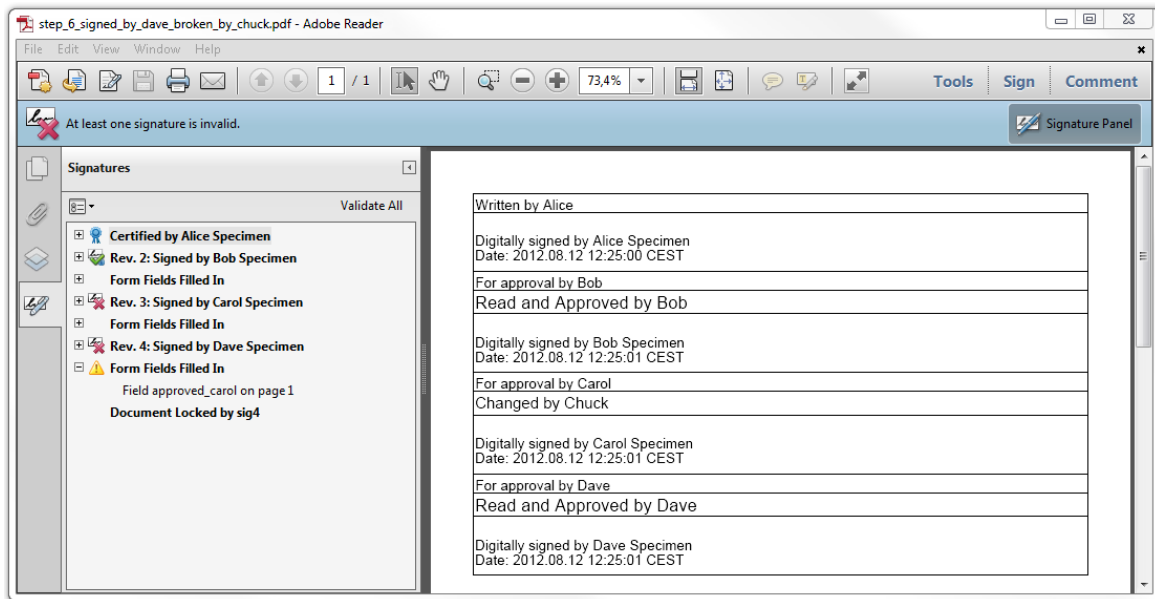 step_6_signed_by_dave_broken_by_chuck.pdf - Adobe Reader
File Edit View Window Help
1 / 1 73,4% Tools Sign Comment
At least one signature is invalid. Signature Panel
Signatures
Validate All
Certified by Alice Specimen
Rev. 2: Signed by Bob Specimen
Form Fields Filled In
Rev. 3: Signed by Carol Specimen
Form Fields Filled In
Rev. 4: Signed by Dave Specimen
Form Fields Filled In
Field approved_carol on page 1
Document Locked by sig4
Written by Alice
Digitally signed by Alice Specimen
Date: 2012.08.12 12:25:00 CEST
For approval by Bob
Read and Approved by Bob
Digitally signed by Bob Specimen
Date: 2012.08.12 12:25:01 CEST
For approval by Carol
Changed by Chuck
Digitally signed by Carol Specimen
Date: 2012.08.12 12:25:01 CEST
For approval by Dave
Read and Approved by Dave
Digitally signed by Dave Specimen
Date: 2012.08.12 12:25:01 CEST